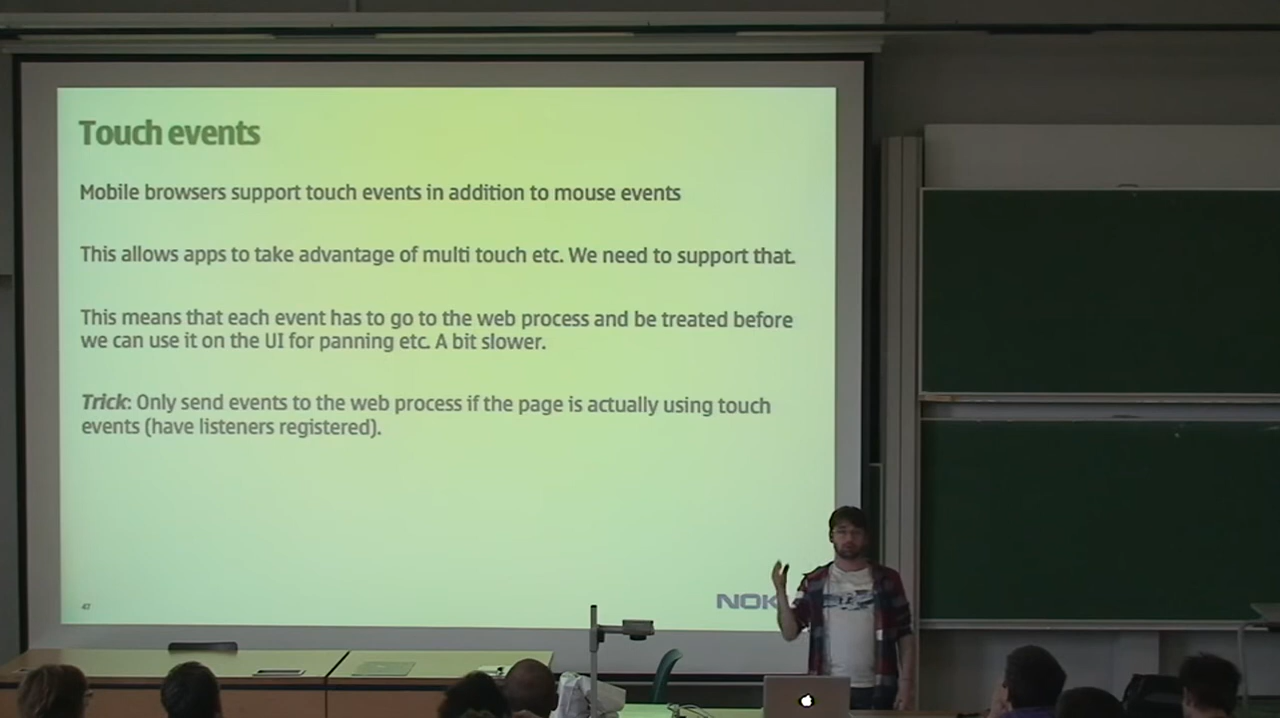 Touch events
Mobile browsers support touch events in addition to mouse events
This allows apps to take advantage of multi touch etc. We need to support that.
This means that each event has to go to the web process and be treated before
we can use it on the UI for panning etc. A bit slower.
Trick: Only send events to the web process if the page is actually using touch
events (have listeners registered).
47
NOK